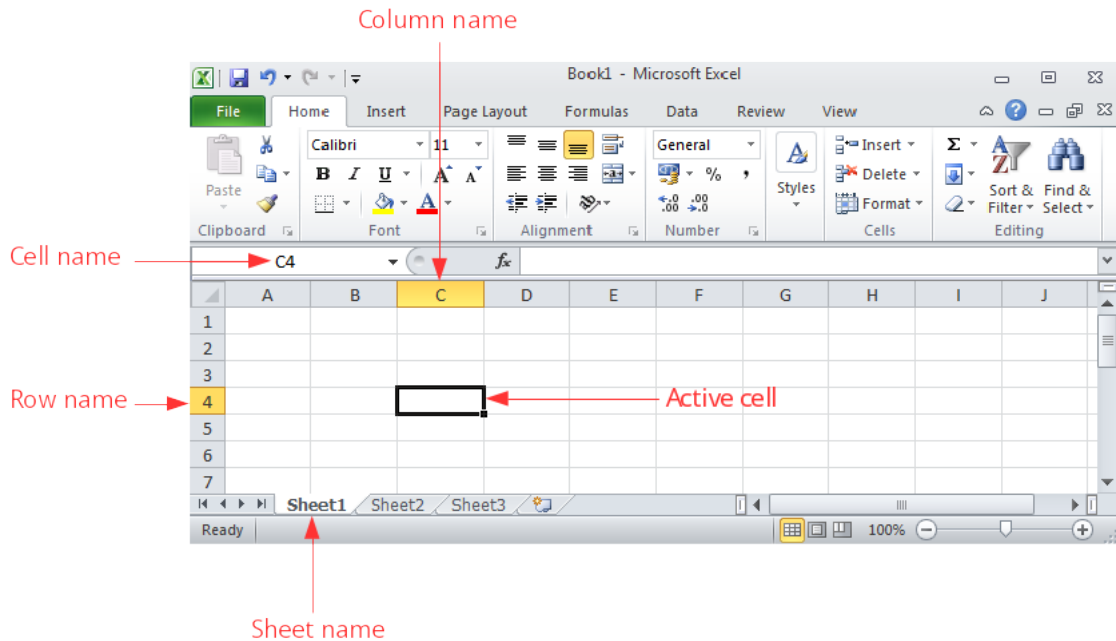 Column name
Book1 - Microsoft Excel
File Home Insert Page Layout Formulas Data Review View
Calibri 11 General Insert
B I U A A % , Delete
Paste Styles Sort & Find &
A .00 .00 Format Filter Select
Clipboard Font Alignment Number Cells Editing
Cell name C4 fx
A B C D E F G H I J
1
2
3
Row name 4 Active cell
5
6
7
Sheet1 Sheet2 Sheet3
Ready 100%
Sheet name